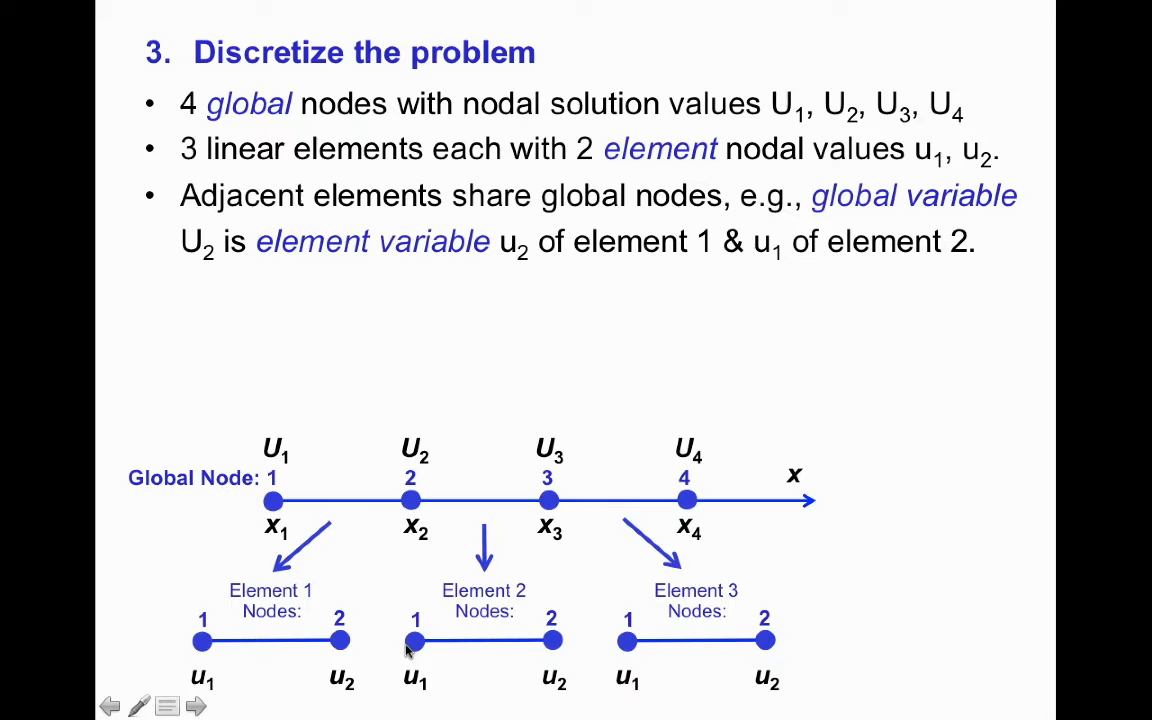 3. Discretize the problem
• 4 global nodes with nodal solution values U₁, U₂, U₃, U₄
• 3 linear elements each with 2 element nodal values u₁, u₂.
• Adjacent elements share global nodes, e.g., global variable
U₂ is element variable u₂ of element 1 & u₁ of element 2.
U₁ U₂ U₃ U₄
Global Node: 1 2 3 4 x
x₁ x₂ x₃ x₄
Element 1 Element 2 Element 3
Nodes: Nodes: Nodes:
1 2 1 2 1 2
u₁ u₂ u₁ u₂ u₁ u₂